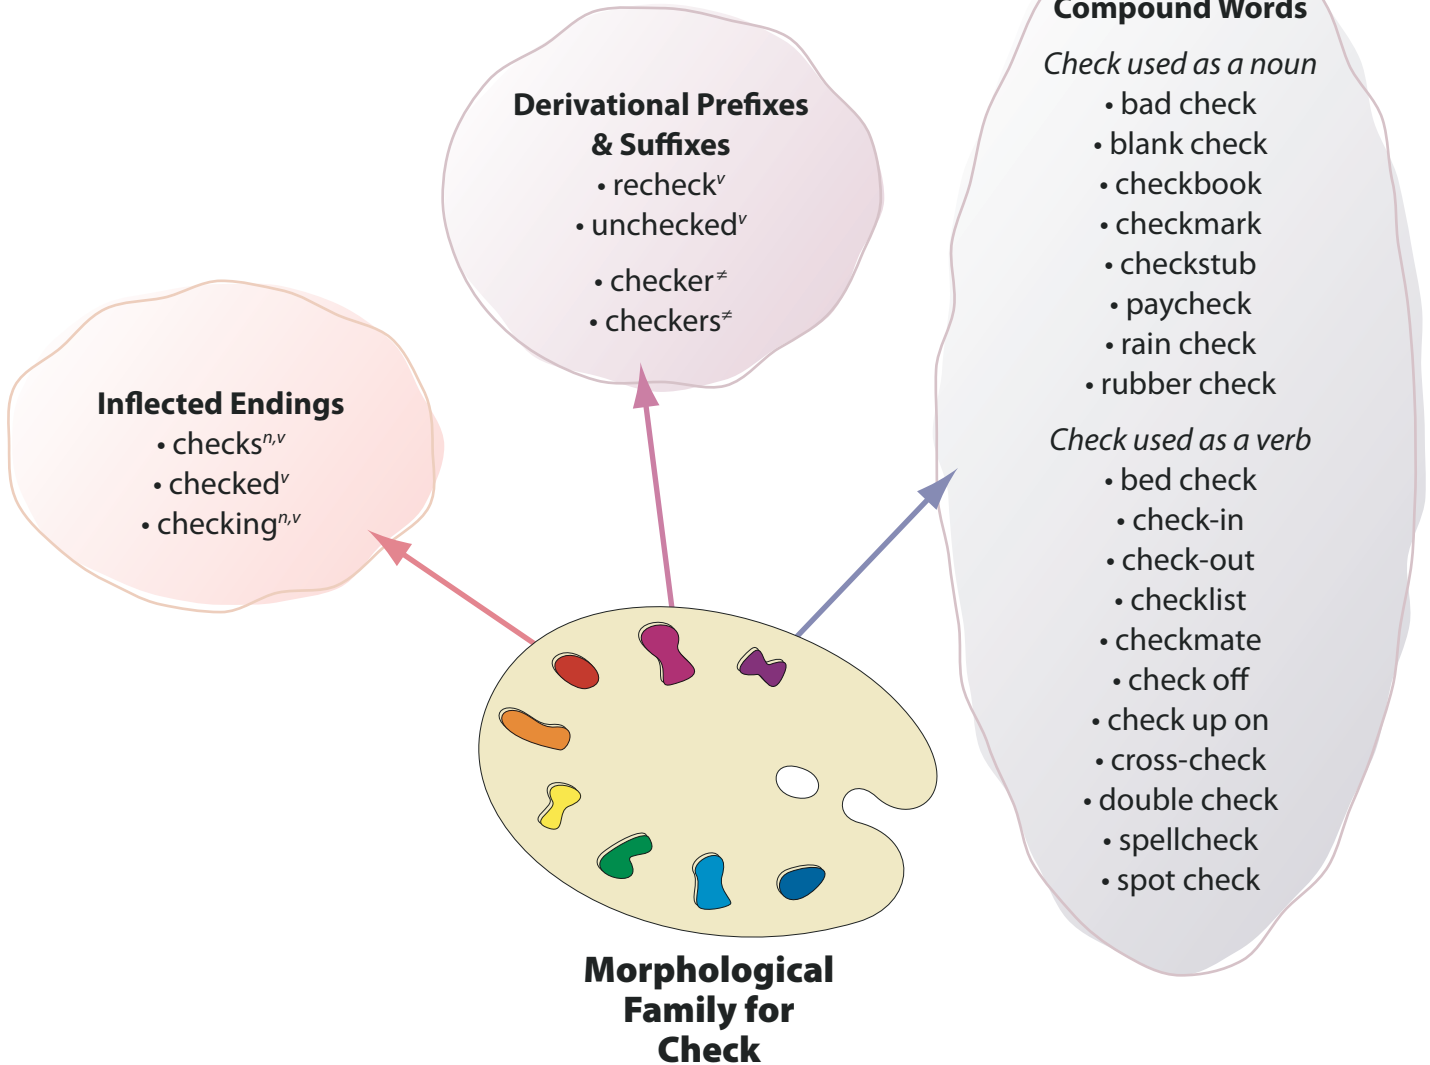 Inflected Endings
• checksⁿ,ᵛ
• checkedᵛ
• checkingⁿ,ᵛ
Derivational Prefixes
& Suffixes
• recheckᵛ
• uncheckedᵛ
• checker≠
• checkers≠
Compound Words
Check used as a noun
• bad check
• blank check
• checkbook
• checkmark
• checkstub
• paycheck
• rain check
• rubber check
Check used as a verb
• bed check
• check-in
• check-out
• checklist
• checkmate
• check off
• check up on
• cross-check
• double check
• spellcheck
• spot check
Morphological
Family for
Check